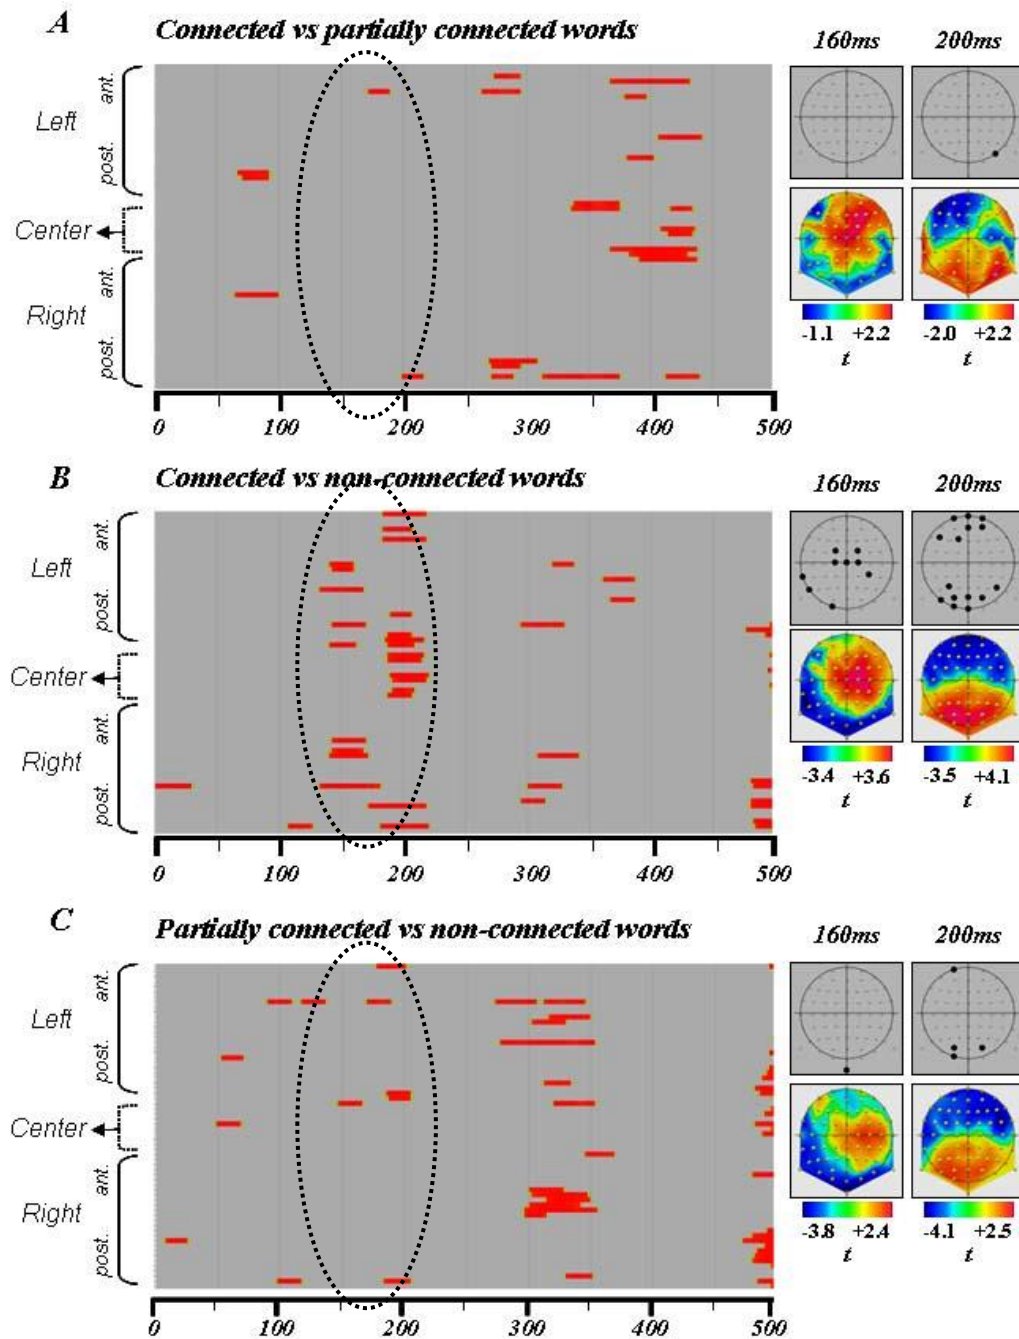 A
Connected vs partially connected words
160ms 200ms
ant.
Left
post.
Center
ant.
Right
post.
-1.1 +2.2 -2.0 +2.2
t t
0 100 200 300 400 500
B
Connected vs non-connected words
160ms 200ms
ant.
Left
post.
Center
ant.
Right
post.
-3.4 +3.6 -3.5 +4.1
t t
0 100 200 300 400 500
C
Partially connected vs non-connected words
160ms 200ms
ant.
Left
post.
Center
ant.
Right
post.
-3.8 +2.4 -4.1 +2.5
t t
0 100 200 300 400 500